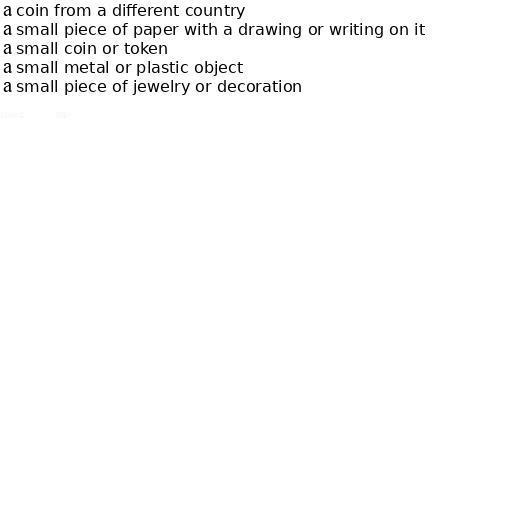 a coin from a different country
a small piece of paper with a drawing or writing on it
a small coin or token
a small metal or plastic object
a small piece of jewelry or decoration